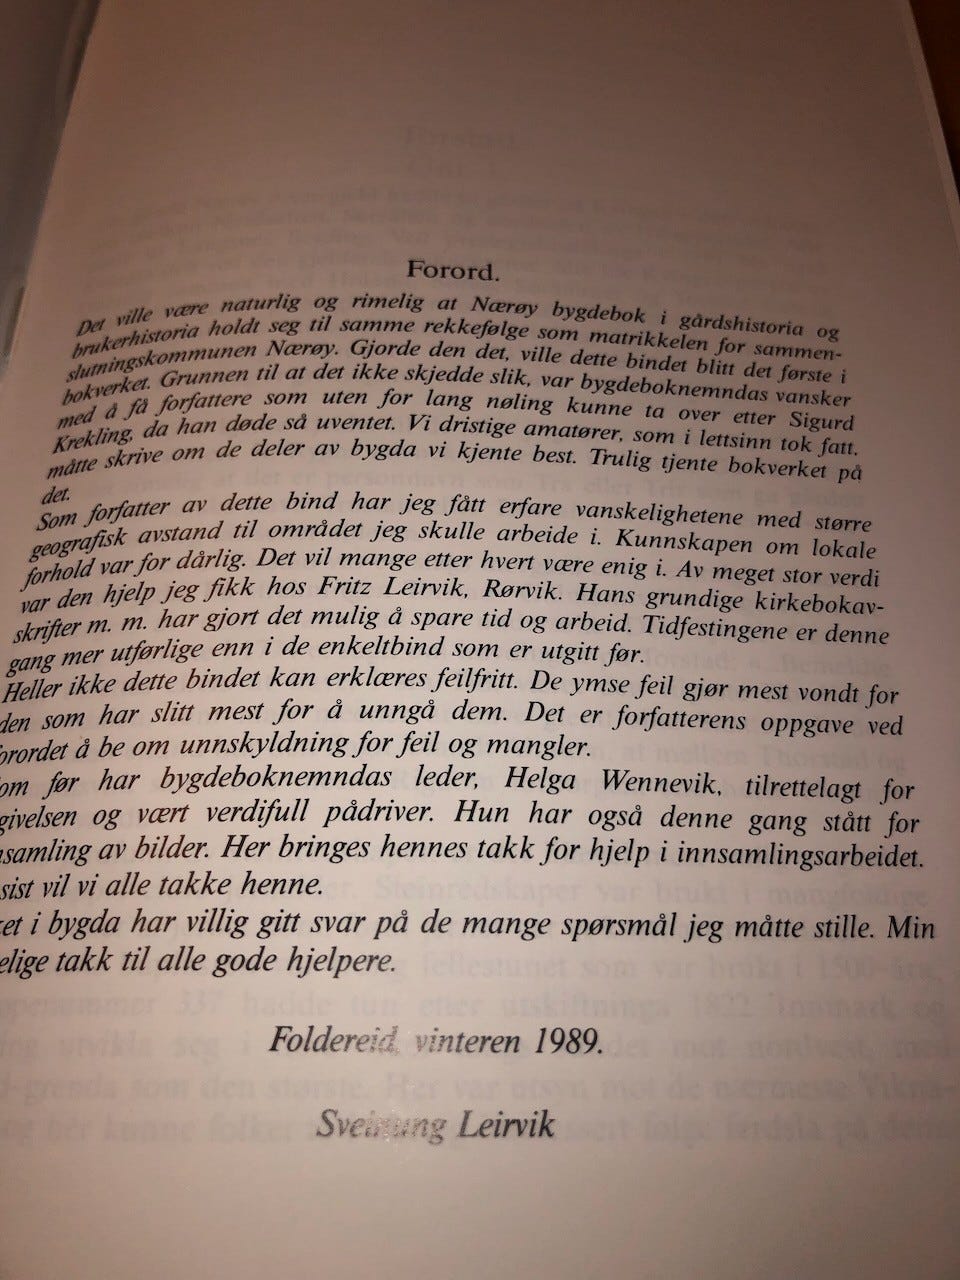 Forord.
Det ville være naturlig og rimelig at Nærøy bygdebok i gårdshistoria og
brukerhistoria holdt seg til samme rekkefølge som matrikkelen for sammen-
slutningskommunen Nærøy. Gjorde den det, ville dette bindet blitt det første i
bokverket. Grunnen til at det ikke skjedde slik, var bygdeboknemndas vansker
med å få forfattere som uten for lang nøling kunne ta over etter Sigurd
Krekling, da han døde så uventet. Vi dristige amatører, som i lettsinn tok fatt,
måtte skrive om de deler av bygda vi kjente best. Trulig tjente bokverket på
det.
Som forfatter av dette bind har jeg fått erfare vanskelighetene med større
geografisk avstand til området jeg skulle arbeide i. Kunnskapen om lokale
forhold var for dårlig. Det vil mange etter hvert være enig i. Av meget stor verdi
var den hjelp jeg fikk hos Fritz Leirvik, Rørvik. Hans grundige kirkebokav-
skrifter m. m. har gjort det mulig å spare tid og arbeid. Tidfestingene er denne
gang mer utførlige enn i de enkeltbind som er utgitt før.
Heller ikke dette bindet kan erklæres feilfritt. De ymse feil gjør mest vondt for
den som har slitt mest for å unngå dem. Det er forfatterens oppgave ved
orordet å be om unnskyldning for feil og mangler.
om før har bygdeboknemndas leder, Helga Wennevik, tilrettelagt for
givelsen og vært verdifull pådriver. Hun har også denne gang stått for
nsamling av bilder. Her bringes hennes takk for hjelp i innsamlingsarbeidet.
sist vil vi alle takke henne.
et i bygda har villig gitt svar på de mange spørsmål jeg måtte stille. Min
elige takk til alle gode hjelpere.
Foldereid, vinteren 1989.
Sveinung Leirvik